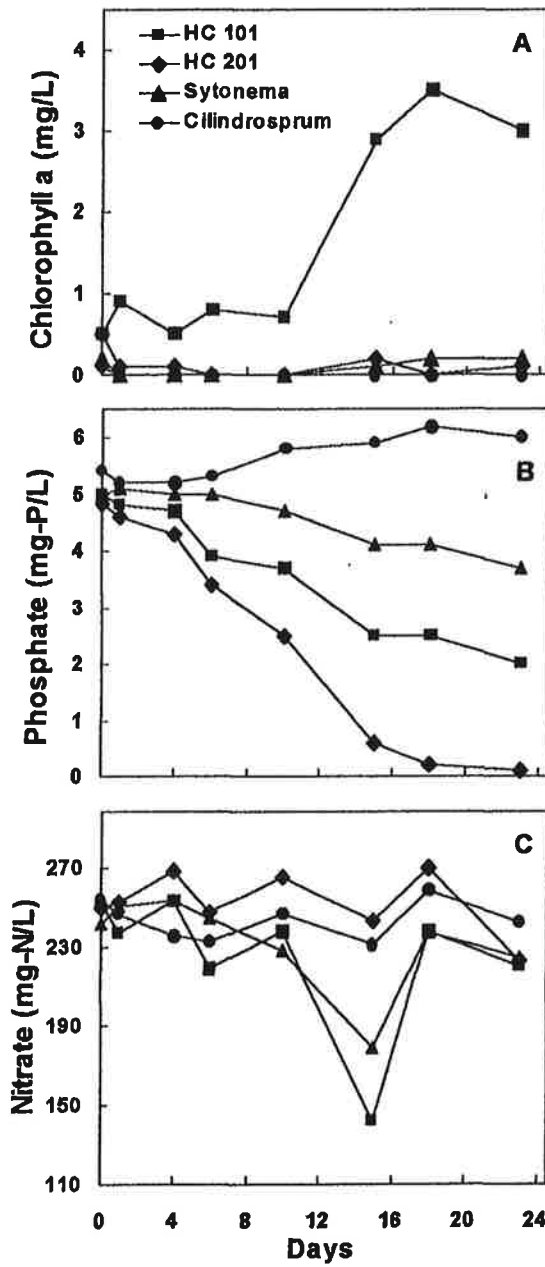 A
HC 101
HC 201
Sytonema
Cilindrosprum
Chlorophyll a (mg/L)
4
3
2
1
0
B
Phosphate (mg-P/L)
6
5
4
3
2
1
0
C
Nitrate (mg-N/L)
270
230
190
150
110
0 4 8 12 16 20 24
Days